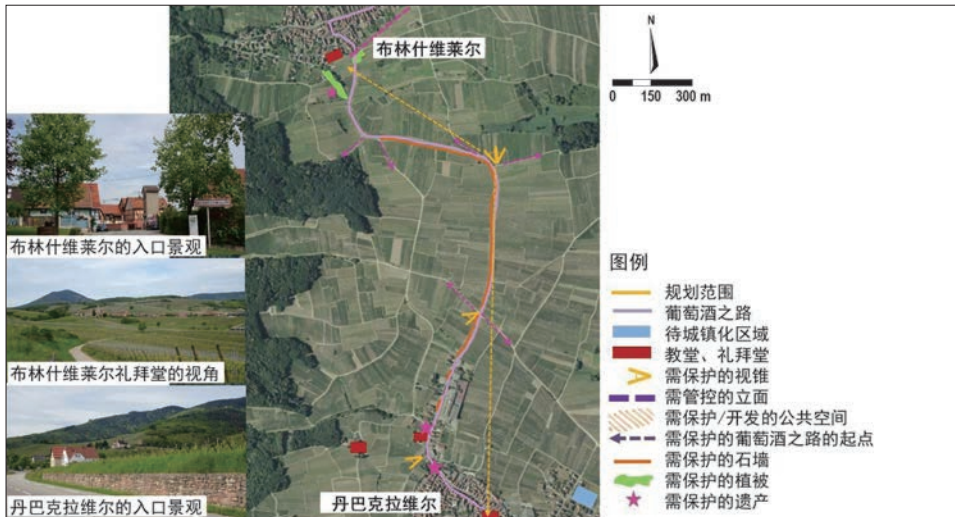 布林什维莱尔
N
0 150 300 m
布林什维莱尔的入口景观
布林什维莱尔礼拜堂的视角
丹巴克拉维尔的入口景观
丹巴克拉维尔
图例
规划范围
葡萄酒之路
待城镇化区域
教堂、礼拜堂
需保护的视锥
需管控的立面
需保护/开发的公共空间
需保护的葡萄酒之路的起点
需保护的石墙
需保护的植被
需保护的遗产